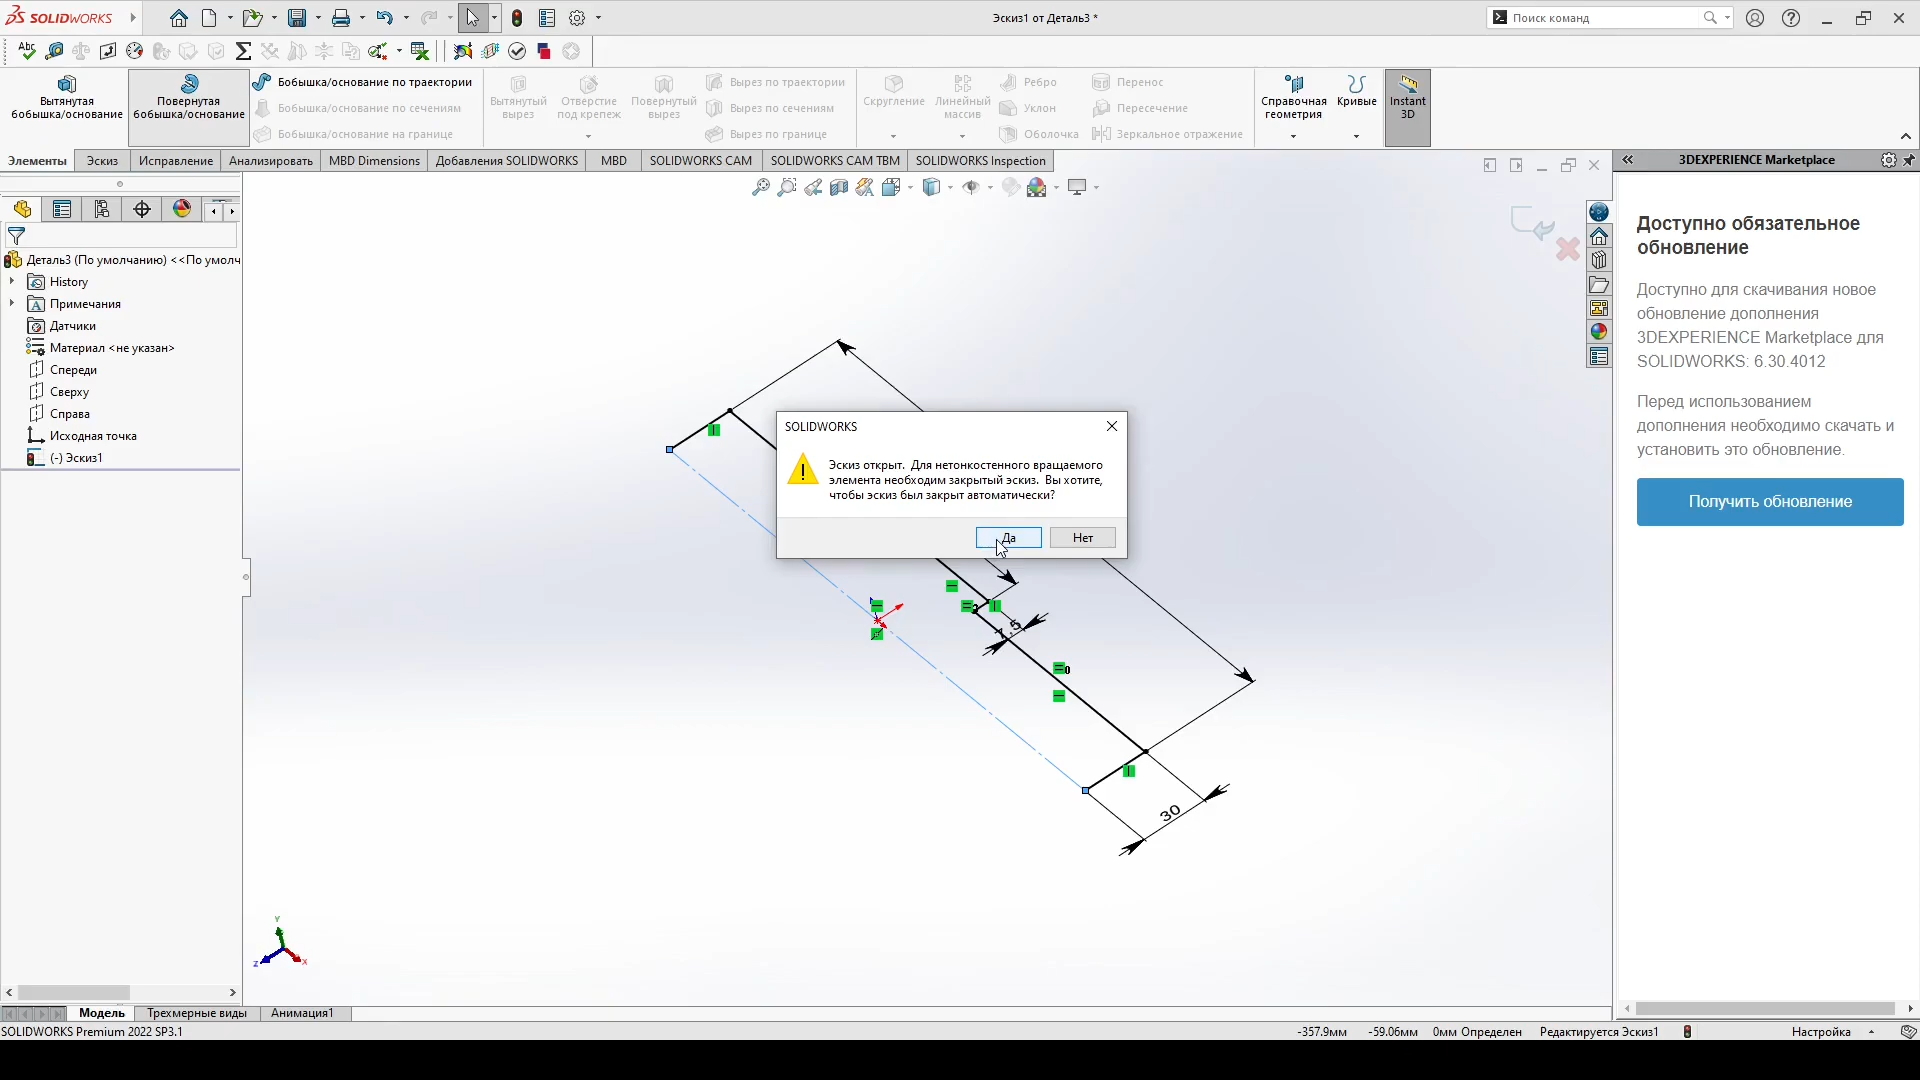 SOLIDWORKS
Эскиз1 от Деталь3 *
Поиск команд
Abc
Вытянутая бобышка/основание
Повернутая бобышка/основание
Бобышка/основание по траектории
Бобышка/основание по сечениям
Бобышка/основание на границе
Вытянутый вырез
Отверстие под крепеж
Повернутый вырез
Вырез по траектории
Вырез по сечениям
Вырез по границе
Скругление
Линейный массив
Ребро
Уклон
Оболочка
Перенос
Пересечение
Зеркальное отражение
Справочная геометрия
Кривые
Instant 3D
Элементы
Эскиз
Исправление
Анализировать
MBD Dimensions
Добавления SOLIDWORKS
MBD
SOLIDWORKS CAM
SOLIDWORKS CAM TBM
SOLIDWORKS Inspection
3DEXPERIENCE Marketplace
Деталь3 (По умолчанию) <<По умолч
History
Примечания
Датчики
Материал <не указан>
Спереди
Сверху
Справа
Исходная точка
(-) Эскиз1
SOLIDWORKS
Эскиз открыт. Для нетонкостенного вращаемого
элемента необходим закрытый эскиз. Вы хотите,
чтобы эскиз был закрыт автоматически?
Да
Нет
7,5
30
Y
Z
X
Доступно обязательное
обновление
Доступно для скачивания новое
обновление дополнения
3DEXPERIENCE Marketplace для
SOLIDWORKS: 6.30.4012
Перед использованием
дополнения необходимо скачать и
установить это обновление.
Получить обновление
Модель
Трехмерные виды
Анимация1
SOLIDWORKS Premium 2022 SP3.1
-357.9мм
-59.06мм
0мм Определен
Редактируется Эскиз1
Настройка